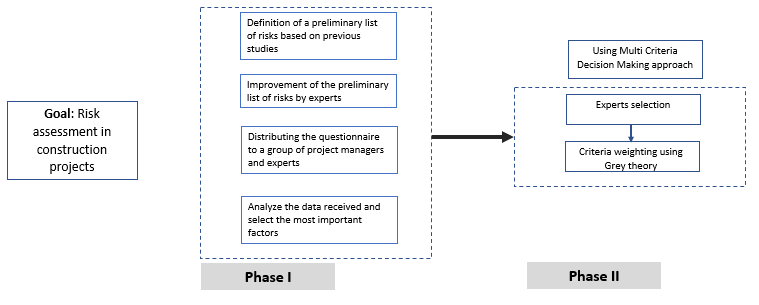 Goal: Risk
assessment in
construction
projects
Definition of a preliminary list
of risks based on previous
studies
Improvement of the preliminary
list of risks by experts
Distributing the questionnaire
to a group of project managers
and experts
Analyze the data received and
select the most important
factors
Phase I
Using Multi Criteria
Decision Making approach
Experts selection
Criteria weighting using
Grey theory
Phase II